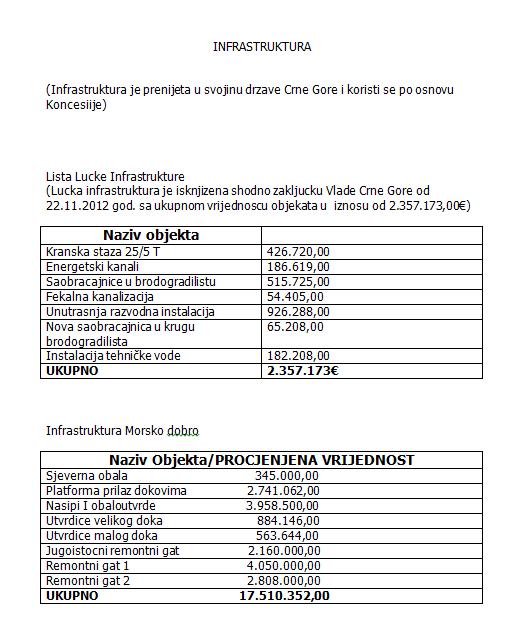 INFRASTRUKTURA
(Infrastruktura je prenijeta u svojinu drzave Crne Gore i koristi se po osnovu
Koncesiije)
Lista Lucke Infrastrukture
(Lucka infrastruktura je isknjizena shodno zakljucku Vlade Crne Gore od
22.11.2012 god. sa ukupnom vrijednoscu objekata u iznosu od 2.357.173,00€)
Naziv objekta
Kranska staza 25/5 T 426.720,00
Energetski kanali 186.619,00
Saobracajnice u brodogradilistu 515.725,00
Fekalna kanalizacija 54.405,00
Unutrasnja razvodna instalacija 926.288,00
Nova saobracajnica u krugu 65.208,00
brodogradilista
Instalacija tehničke vode 182.208,00
UKUPNO 2.357.173€
Infrastruktura Morsko dobro
Naziv Objekta/PROCJENJENA VRIJEDNOST
Sjeverna obala 345.000,00
Platforma prilaz dokovima 2.741.062,00
Nasipi I obaloutvrde 3.958.500,00
Utvrdice velikog doka 884.146,00
Utvrdice malog doka 563.644,00
Jugoistocni remontni gat 2.160.000,00
Remontni gat 1 4.050.000,00
Remontni gat 2 2.808.000,00
UKUPNO 17.510.352,00